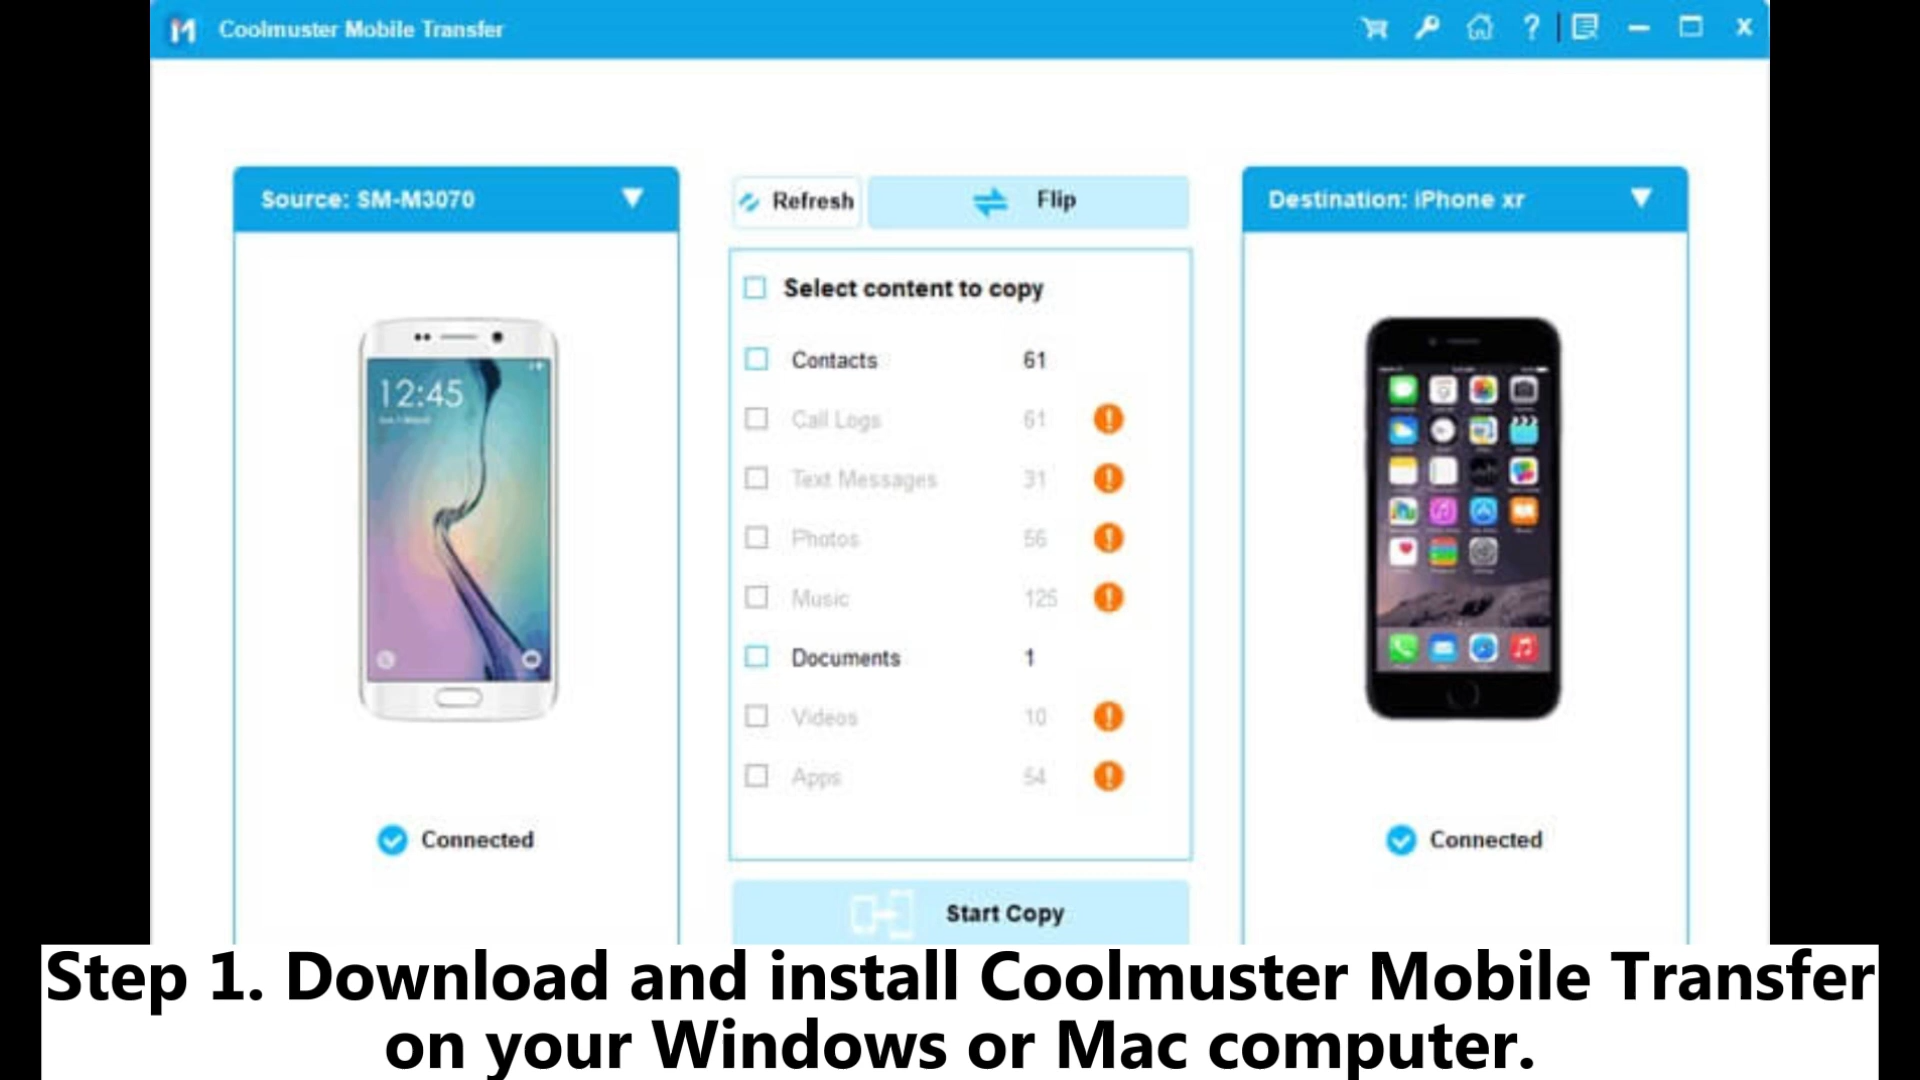 Coolmuster Mobile Transfer
?
Source: SM-M3070
Refresh
Flip
Destination: iPhone xr
Select content to copy
Contacts 61
Call Logs 61
Text Messages 31
Photos 56
Music 125
Documents 1
Videos 10
Apps 54
12:45
Connected
Connected
Start Copy
Step 1. Download and install Coolmuster Mobile Transfer
on your Windows or Mac computer.